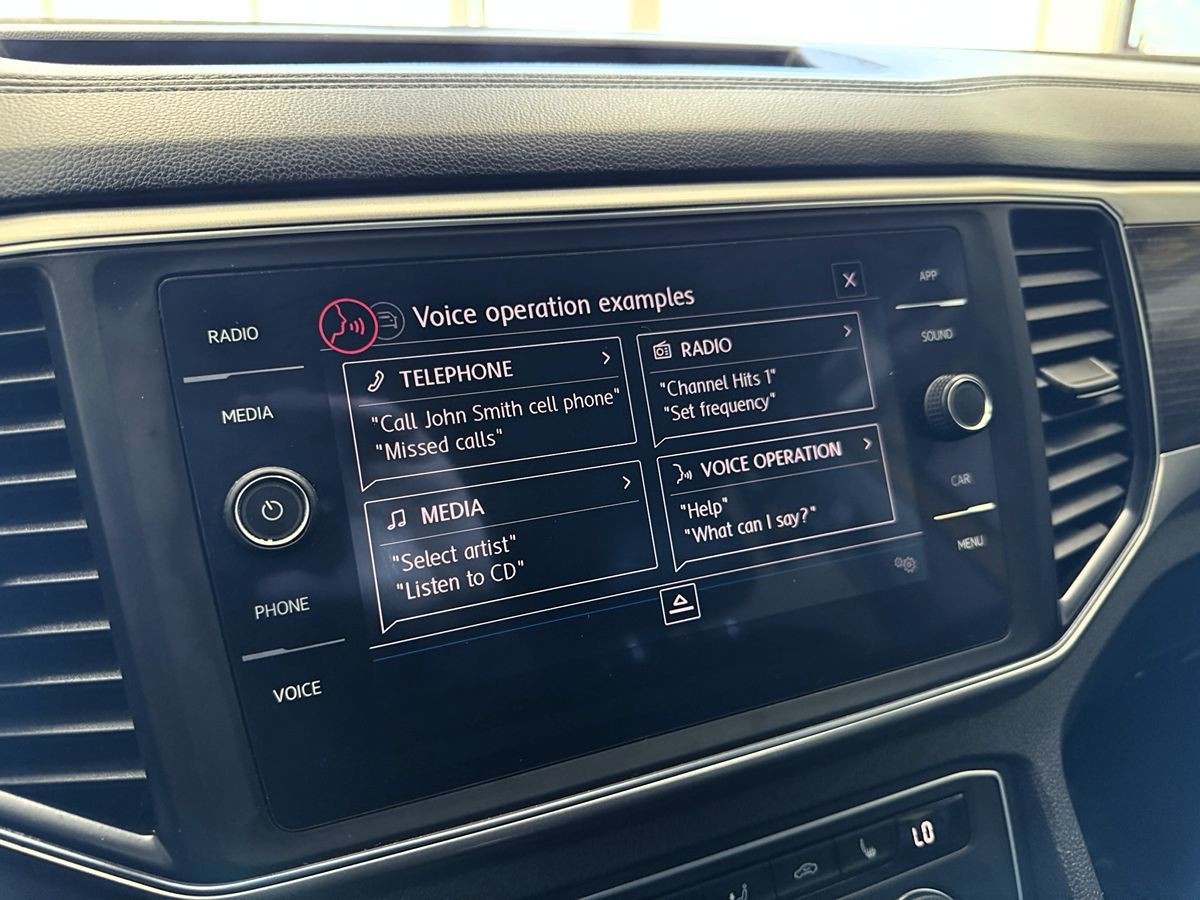 RADIO
MEDIA
PHONE
VOICE
Voice operation examples
X
TELEPHONE
"Call John Smith cell phone"
"Missed calls"
RADIO
"Channel Hits 1"
"Set frequency"
MEDIA
"Select artist"
"Listen to CD"
VOICE OPERATION
"Help"
"What can I say?"
APP
SOUND
CAR
MENU
LO